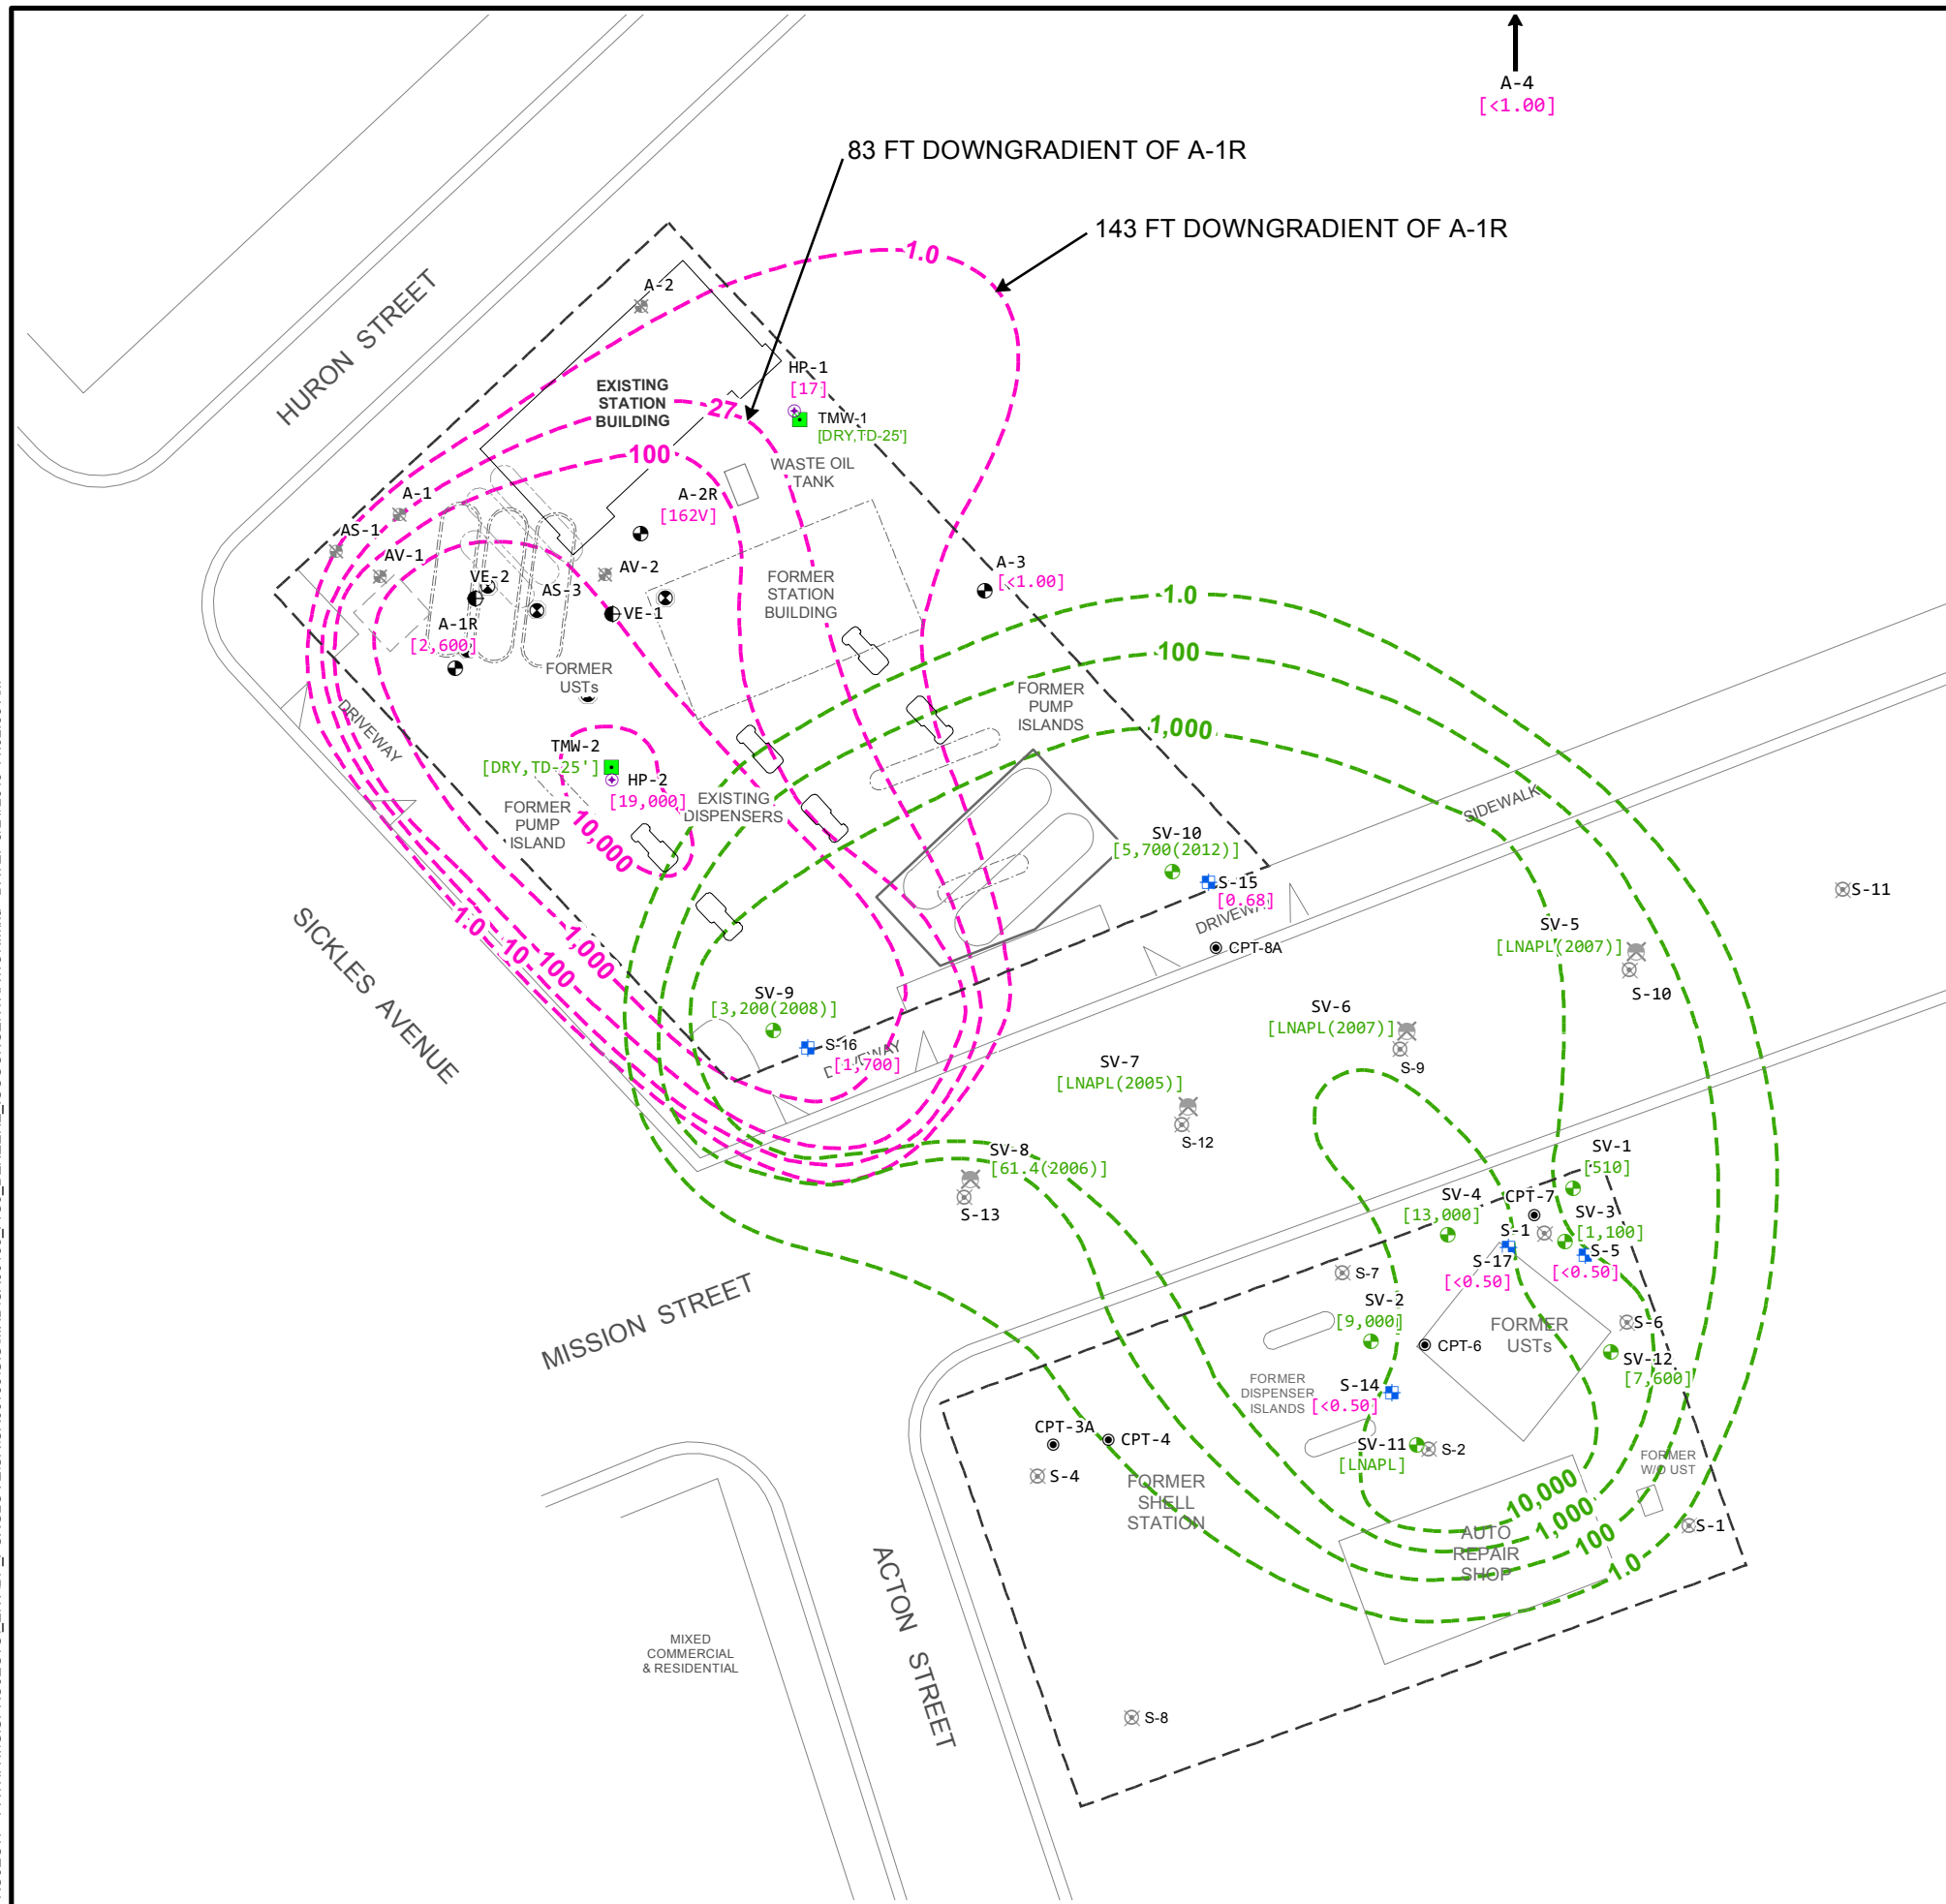 A-4
[<1.00]
83 FT DOWNGRADIENT OF A-1R
143 FT DOWNGRADIENT OF A-1R
1.0
A-2
HURON STREET
HP-1
[17]
EXISTING
STATION
BUILDING
27
TMW-1
[DRY,TD-25']
100
WASTE OIL
TANK
A-1
A-2R
[162V]
AS-1
AV-1
AV-2
A-3
[<1.00]
VE-2
AS-3
VE-1
FORMER
STATION
BUILDING
1.0
A-1R
[2,600]
100
FORMER
USTs
FORMER
PUMP
ISLANDS
DRIVEWAY
1,000
TMW-2
[DRY,TD-25']
HP-2
[19,000]
EXISTING
DISPENSERS
FORMER
PUMP
ISLAND
10,000
SIDEWALK
SV-10
[5,700(2012)]
S-15
[0.68]
DRIVEWAY
S-11
SV-5
[LNAPL(2007)]
CPT-8A
1.0
10
100
1,000
SICKLES AVENUE
SV-9
[3,200(2008)]
S-10
SV-6
[LNAPL(2007)]
S-16
[1,700]
S-9
SV-7
[LNAPL(2005)]
S-12
SV-8
[61.4(2006)]
S-13
SV-1
[510]
SV-4
[13,000]
CPT-7
SV-3
[1,100]
S-1
S-5
[<0.50]
S-17
[<0.50]
S-7
MISSION STREET
SV-2
[9,000]
S-6
FORMER
USTs
CPT-6
SV-12
[7,600]
FORMER
DISPENSER
ISLANDS
S-14
[<0.50]
CPT-3A
CPT-4
SV-11
[LNAPL]
S-2
FORMER
W/O UST
S-4
FORMER
SHELL
STATION
10,000
1,000
100
1.0
AUTO
REPAIR
SHOP
S-1
ACTON STREET
MIXED
COMMERCIAL
& RESIDENTIAL
S-8